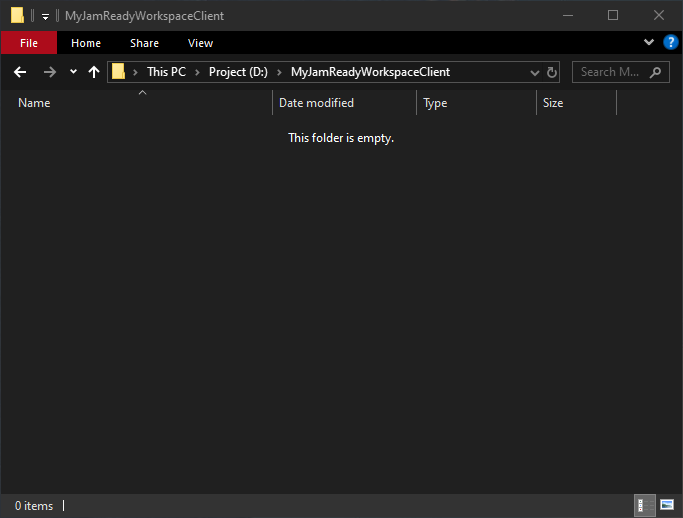 MyJamReadyWorkspaceClient
File Home Share View
This PC Project (D:) MyJamReadyWorkspaceClient Search M...
Name Date modified Type Size
This folder is empty.
0 items